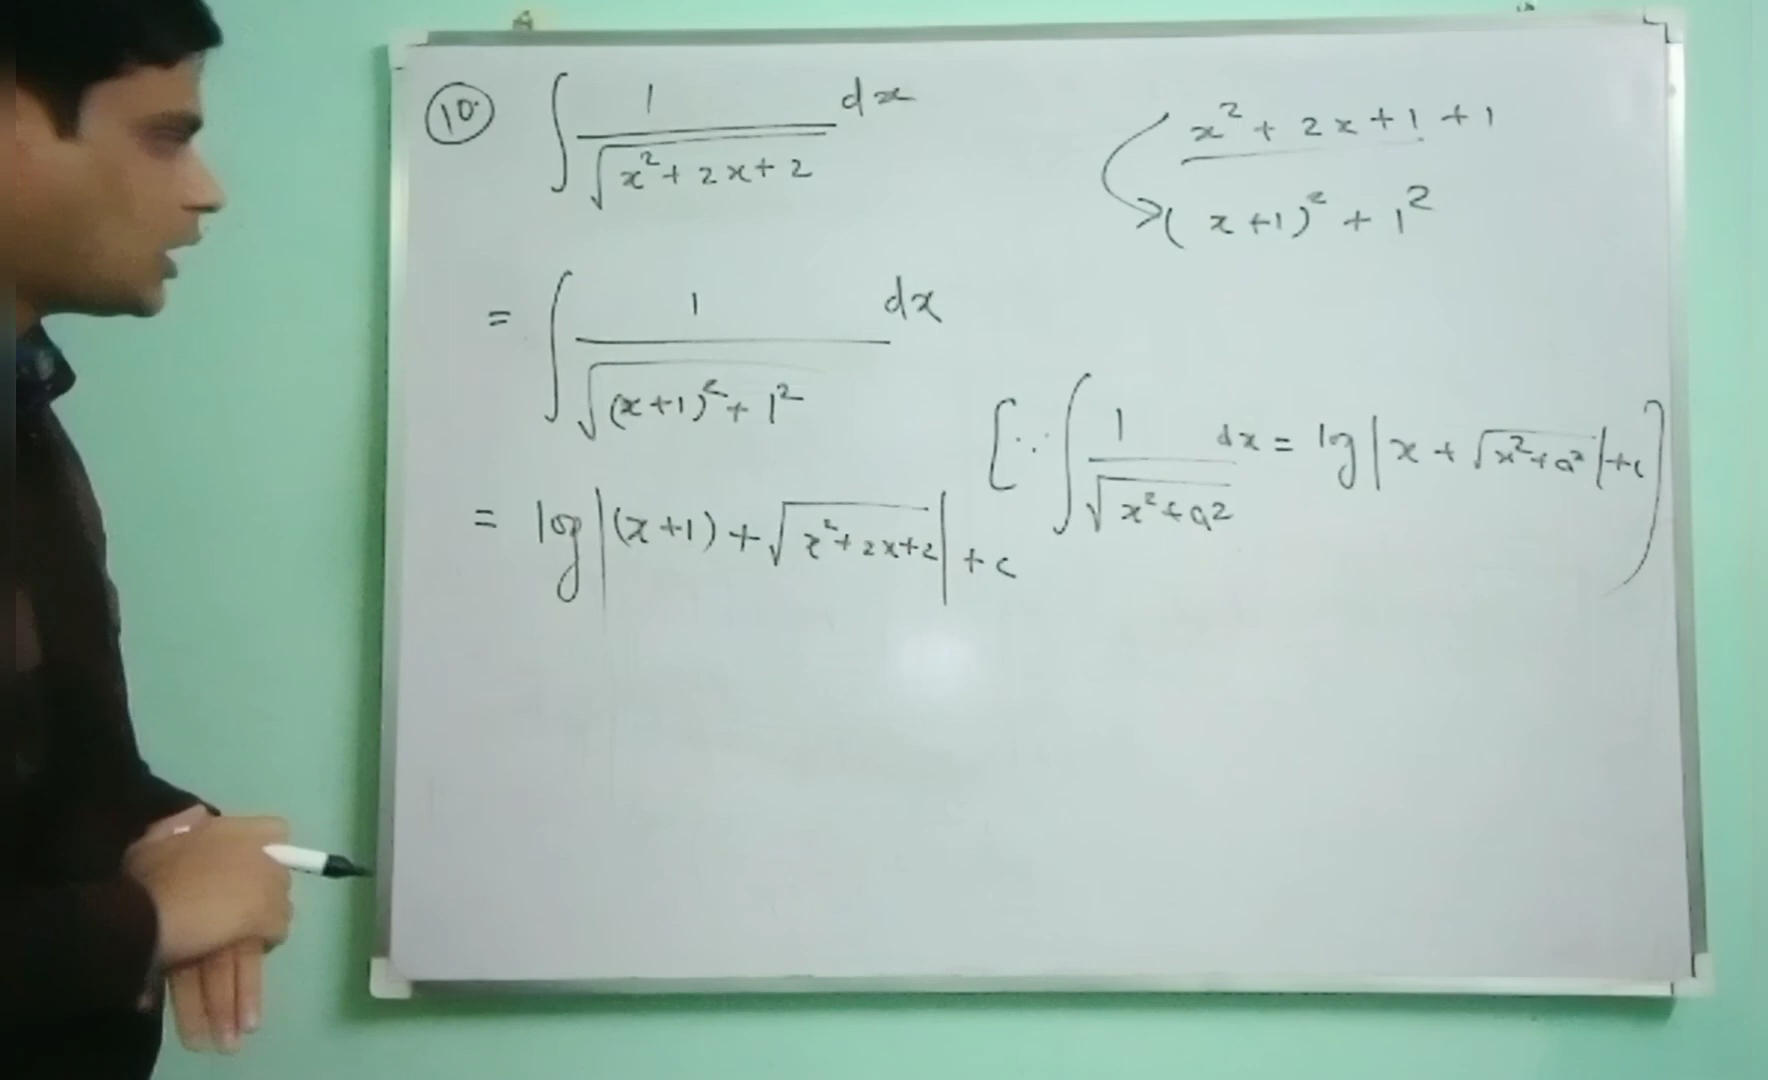 10. ∫ 1/√(x²+2x+2) dx
x²+2x+1+1
(x+1)²+1²
= ∫ 1/√((x+1)²+1²) dx
[∵ ∫ 1/√(x²+a²) dx = log|x+√(x²+a²)|+c]
= log|(x+1)+√(x²+2x+2)|+c